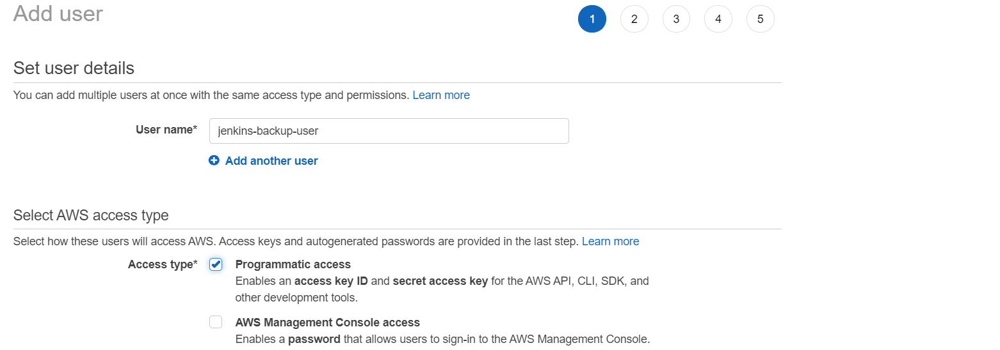 Add user
1 2 3 4 5
Set user details
You can add multiple users at once with the same access type and permissions. Learn more
User name* jenkins-backup-user
Add another user
Select AWS access type
Select how these users will access AWS. Access keys and autogenerated passwords are provided in the last step. Learn more
Access type* Programmatic access
Enables an access key ID and secret access key for the AWS API, CLI, SDK, and
other development tools.
AWS Management Console access
Enables a password that allows users to sign-in to the AWS Management Console.